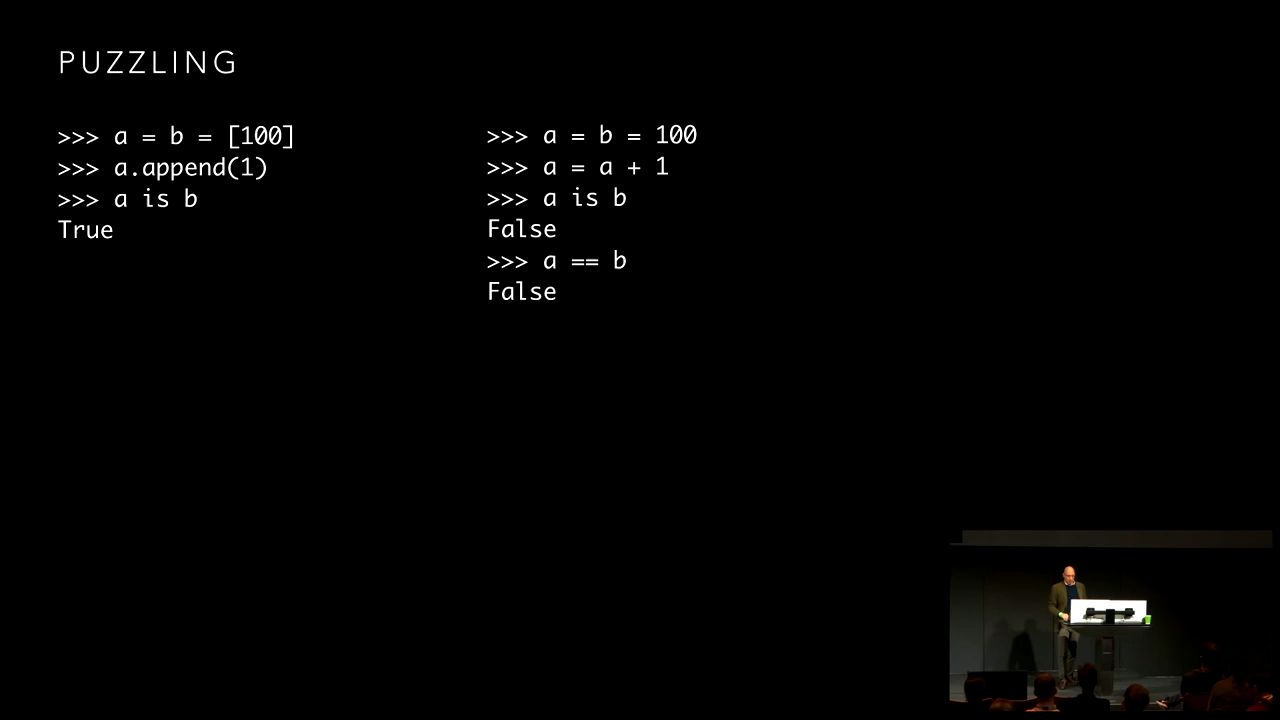 PUZZLING
>>> a = b = [100]
>>> a.append(1)
>>> a is b
True
>>> a = b = 100
>>> a = a + 1
>>> a is b
False
>>> a == b
False